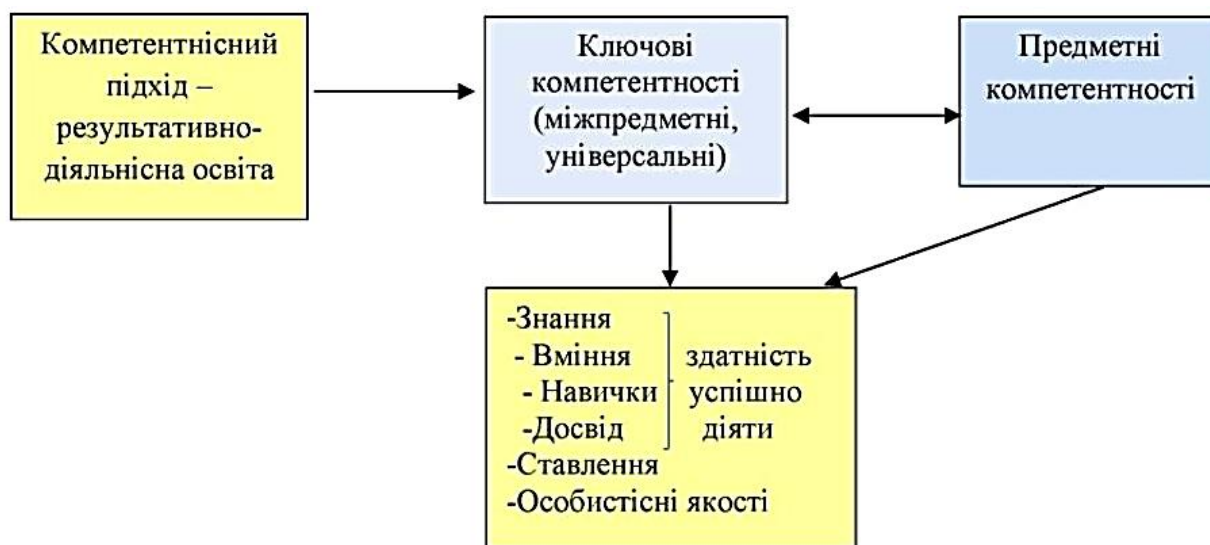 Компетентнісний
підхід –
результативно-
діяльнісна освіта
Ключові
компетентності
(міжпредметні,
універсальні)
Предметні
компетентності
-Знання
- Вміння здатність
- Навички успішно
-Досвід діяти
-Ставлення
-Особистісні якості